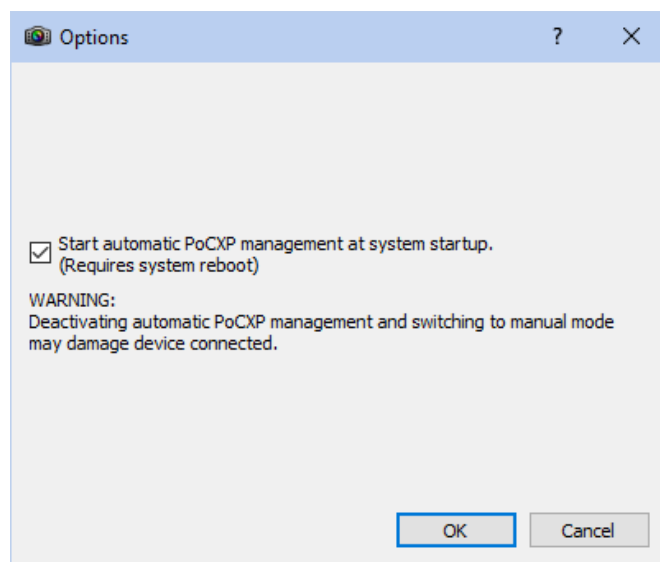 Options
Start automatic PoCXP management at system startup.
(Requires system reboot)
WARNING:
Deactivating automatic PoCXP management and switching to manual mode
may damage device connected.
OK Cancel